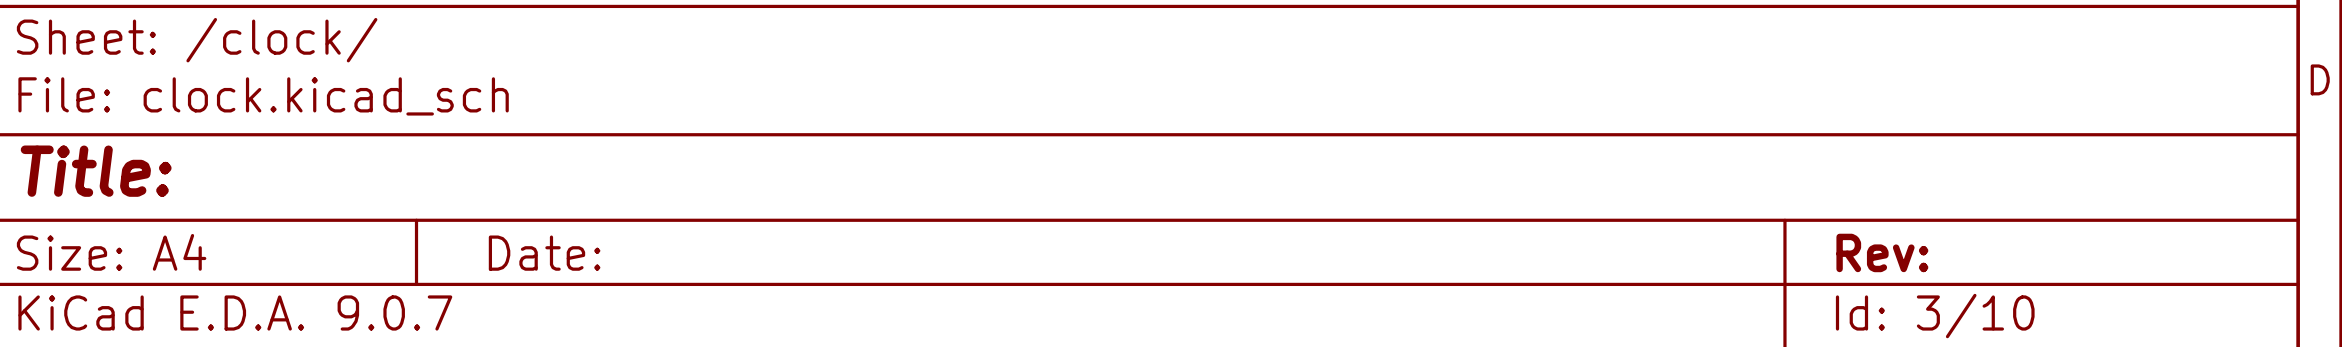 Sheet: /clock/
File: clock.kicad_sch
D
Title:
Size: A4 Date: Rev:
KiCad E.D.A. 9.0.7 Id: 3/10